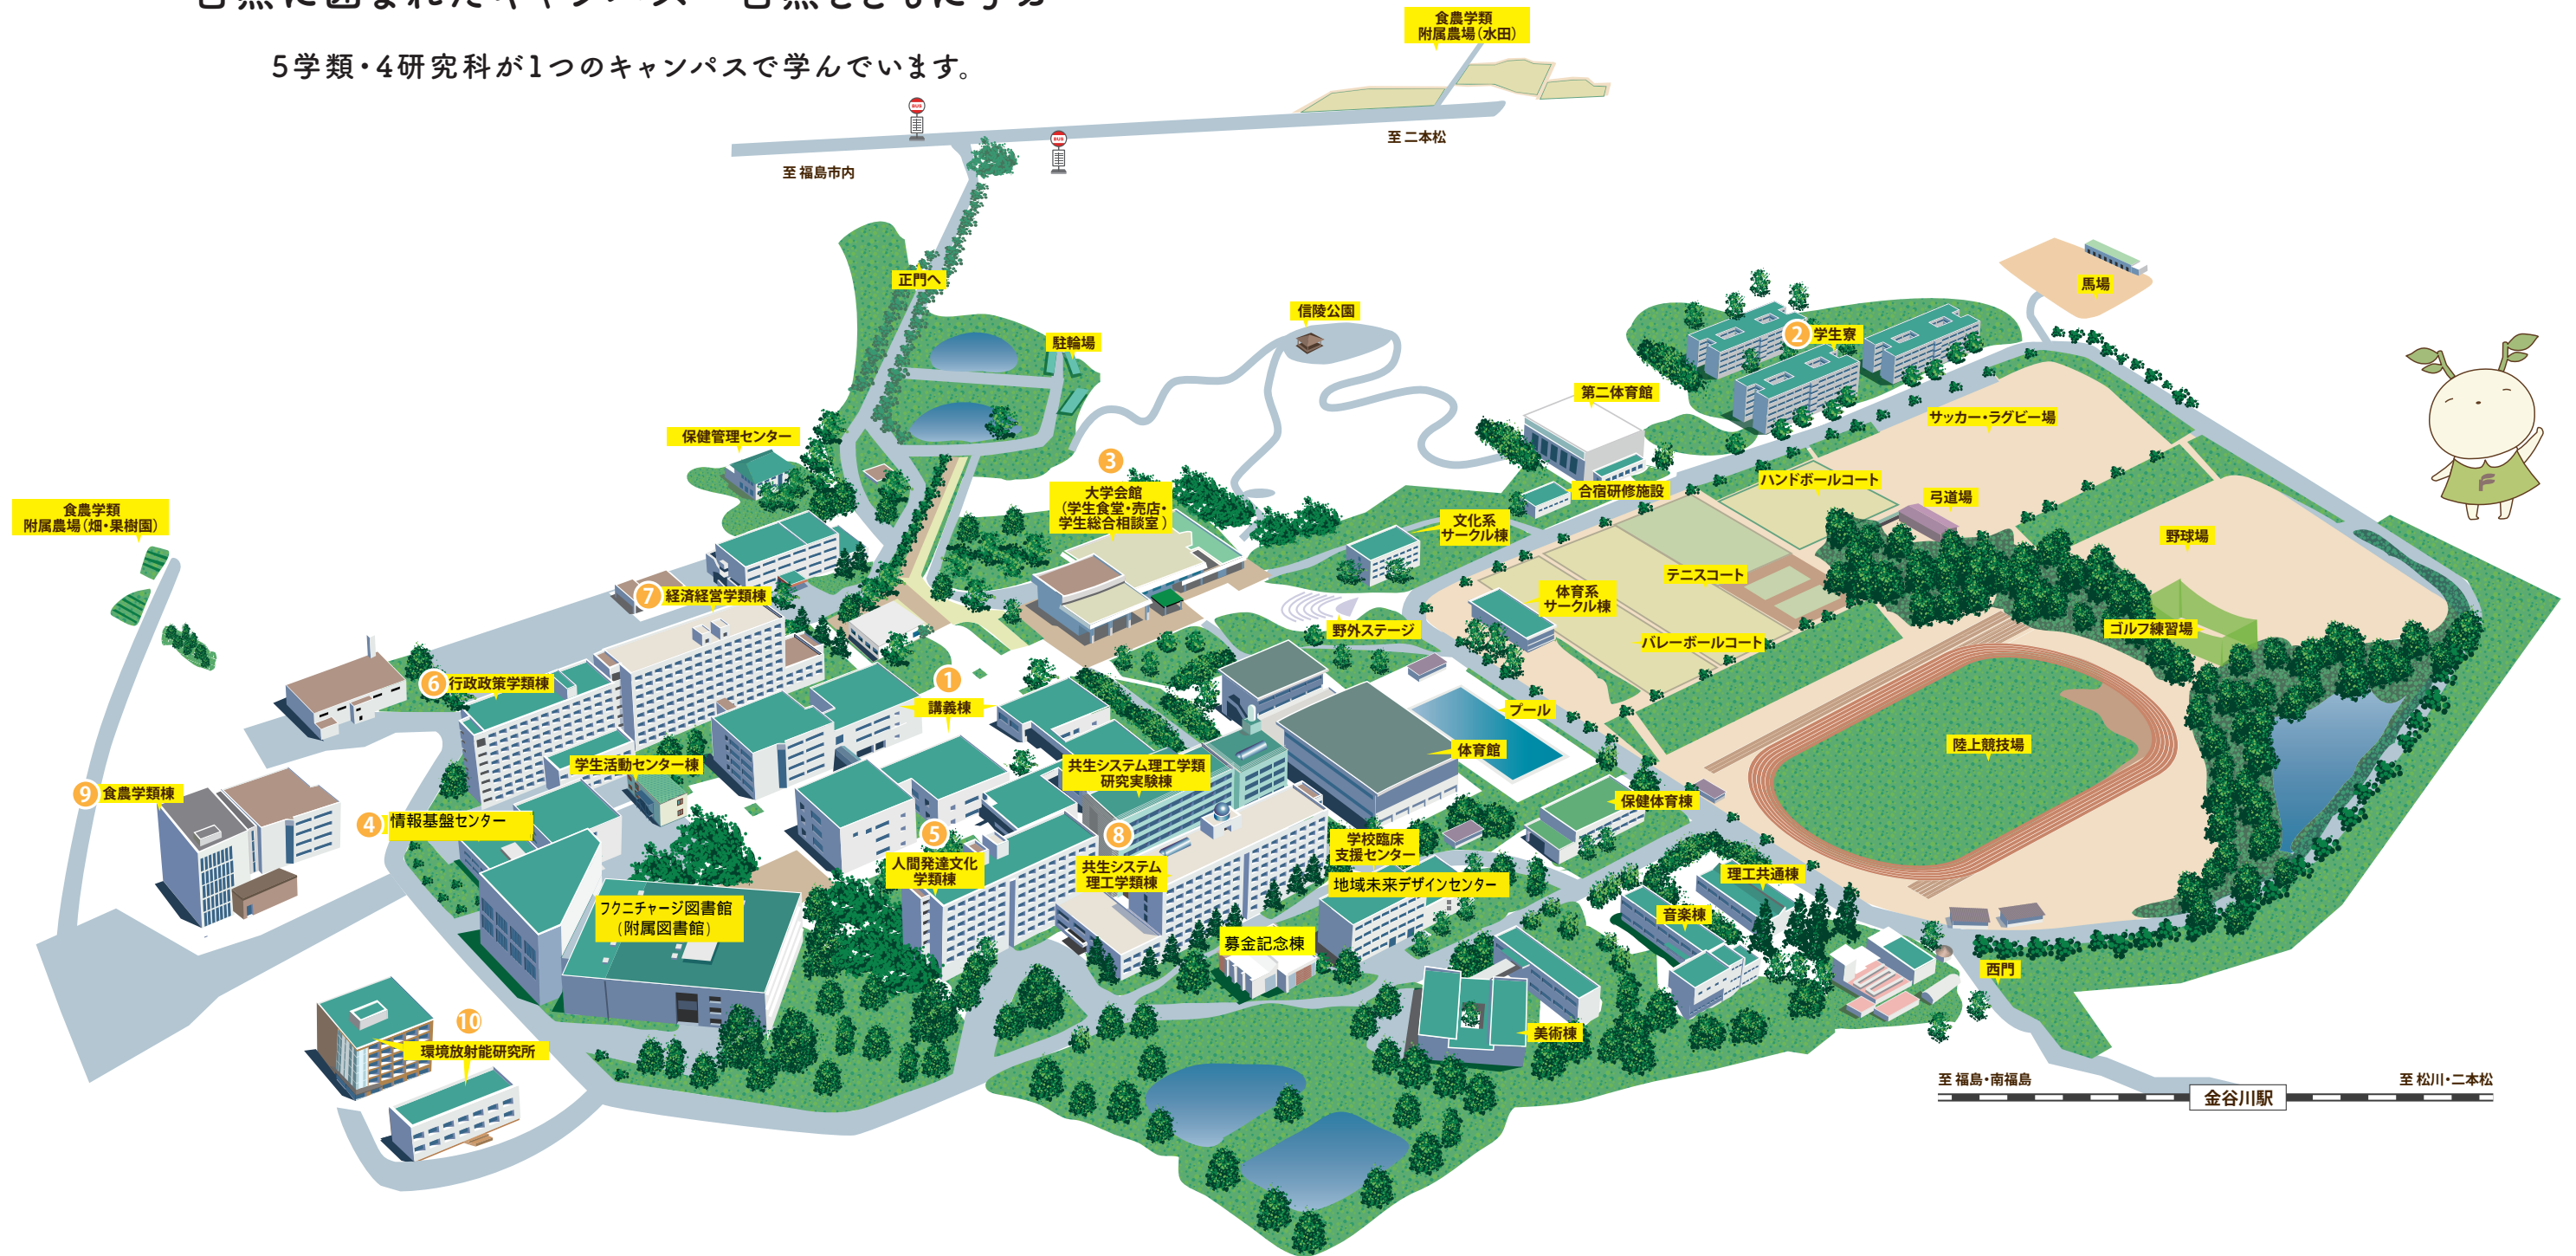 5学類・4研究科が1つのキャンパスで学んでいます。
食農学類
附属農場(水田)
BUS
BUS
至 二本松
至 福島市内
正門へ
馬場
信陵公園
駐輪場
2 学生寮
第二体育館
サッカー・ラグビー場
保健管理センター
3
大学会館
(学生食堂・売店・
学生総合相談室)
合宿研修施設
ハンドボールコート
弓道場
食農学類
附属農場(畑・果樹園)
文化系
サークル棟
野球場
テニスコート
7 経済経営学類棟
体育系
サークル棟
野外ステージ
バレーボールコート
ゴルフ練習場
6 行政政策学類棟
1
講義棟
プール
体育館
陸上競技場
学生活動センター棟
共生システム理工学類
研究実験棟
9 食農学類棟
保健体育棟
4 情報基盤センター
5
人間発達文化
学類棟
8
共生システム
理工学類棟
学校臨床
支援センター
地域未来デザインセンター
理工共通棟
フクニチャージ図書館
(附属図書館)
音楽棟
募金記念棟
西門
美術棟
10
環境放射能研究所
至 福島・南福島
至 松川・二本松
金谷川駅
F